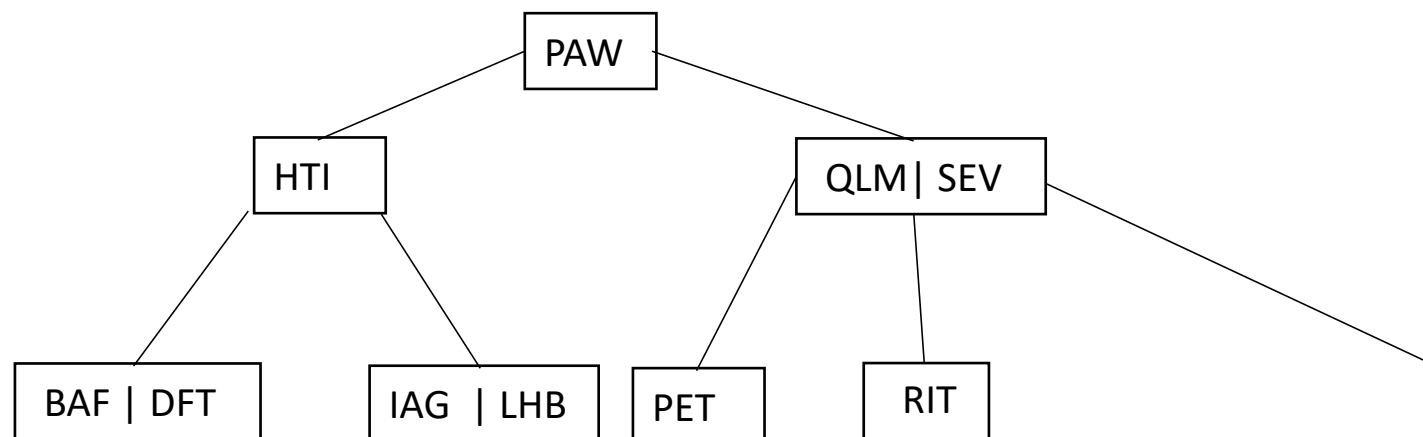 PAW
HTI
QLM| SEV
BAF | DFT
IAG | LHB
PET
RIT